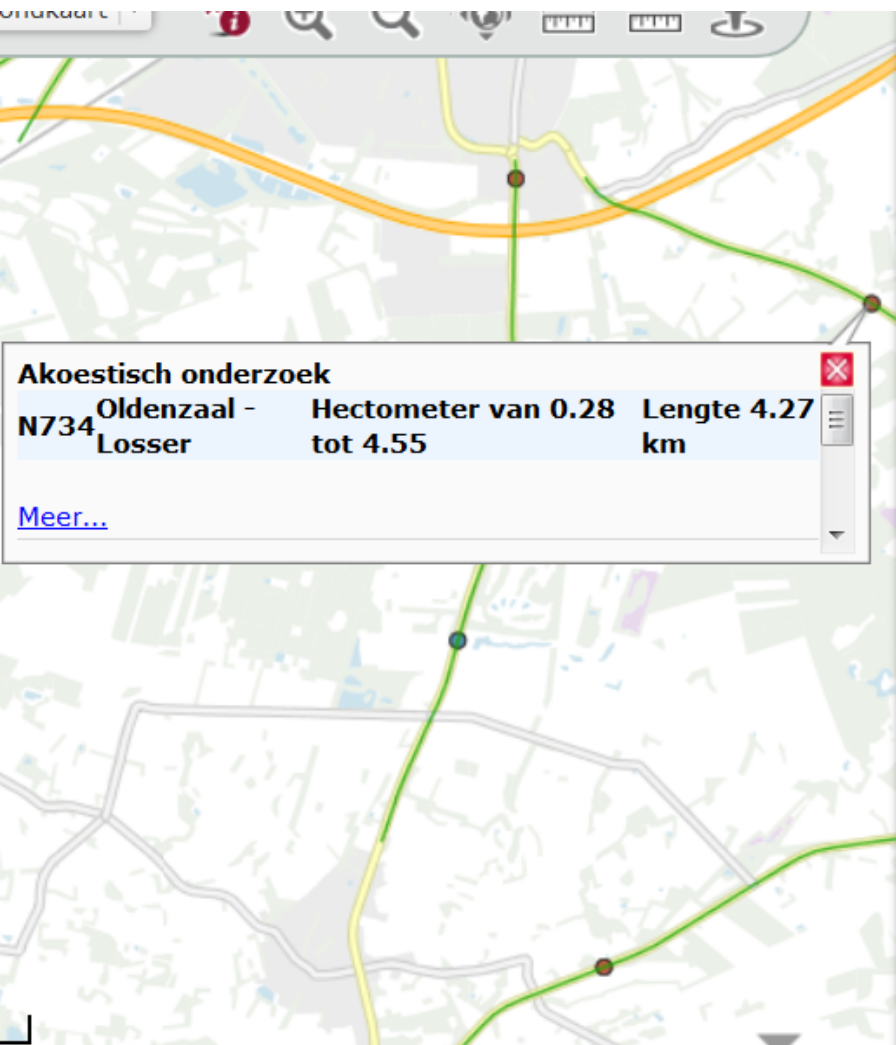 Akoestisch onderzoek
N734 Oldenzaal - Losser Hectometer van 0.28 tot 4.55 Lengte 4.27 km
Meer...